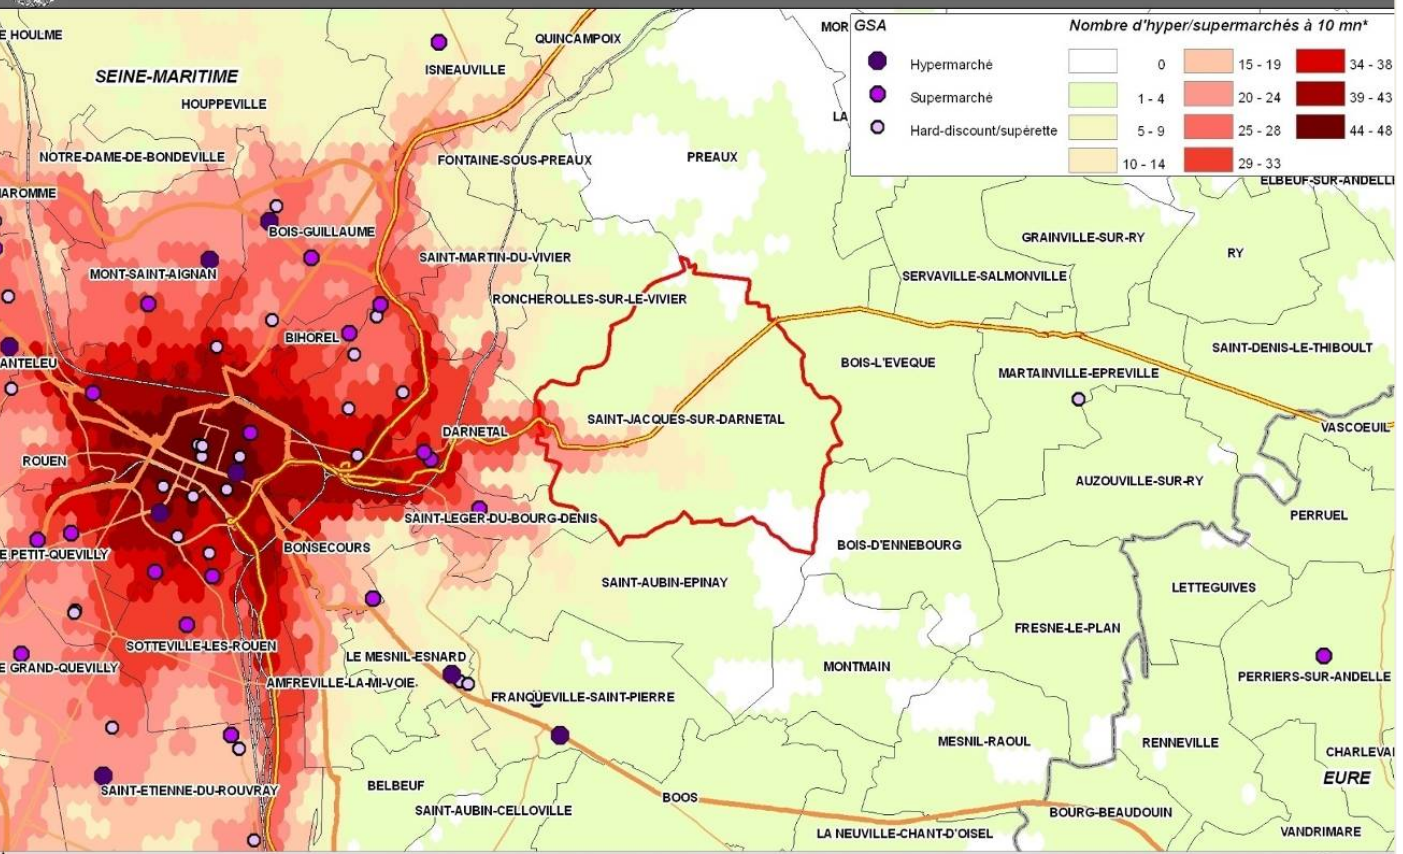 E HOULME
QUINCAMPOIX
MOR
GSA
Nombre d'hyper/supermarchés à 10 mn*
Hypermarché
Supermarché
Hard-discount/supérette
0
1 - 4
5 - 9
10 - 14
15 - 19
20 - 24
25 - 28
29 - 33
34 - 38
39 - 43
44 - 48
SEINE-MARITIME
ISNEAUVILLE
HOUPPEVILLE
LA
NOTRE-DAME-DE-BONDEVILLE
FONTAINE-SOUS-PREAUX
PREAUX
ELBEUF-SUR-ANDELL
AROMME
BOIS-GUILLAUME
GRAINVILLE-SUR-RY
RY
SAINT-MARTIN-DU-VIVIER
MONT-SAINT-AIGNAN
SERVAVILLE-SALMONVILLE
RONCHEROLLES-SUR-LE-VIVIER
BIHOREL
SAINT-DENIS-LE-THIBOULT
ANTELEU
BOIS-L'EVEQUE
MARTAINVILLE-EPREVILLE
SAINT-JACQUES-SUR-DARNETAL
DARNETAL
VASCOEUIL
ROUEN
AUZOUVILLE-SUR-RY
SAINT-LEGER-DU-BOURG-DENIS
PERRUEL
BONSECOURS
BOIS-D'ENNEBOURG
E PETIT-QUEVILLY
SAINT-AUBIN-EPINAY
LETTEGUIVES
FRESNE-LE-PLAN
SOTTEVILLE-LES-ROUEN
LE MESNIL-ESNARD
E GRAND-QUEVILLY
MONTMAIN
PERRIERS-SUR-ANDELLE
AMFREVILLE-LA-MI-VOIE
FRANQUEVILLE-SAINT-PIERRE
MESNIL-RAOUL
RENNEVILLE
CHARLEVA
EURE
SAINT-ETIENNE-DU-ROUVRAY
BELBEUF
BOOS
SAINT-AUBIN-CELLOVILLE
BOURG-BEAUDOUIN
LA NEUVILLE-CHANT-D'OISEL
VANDRIMARE